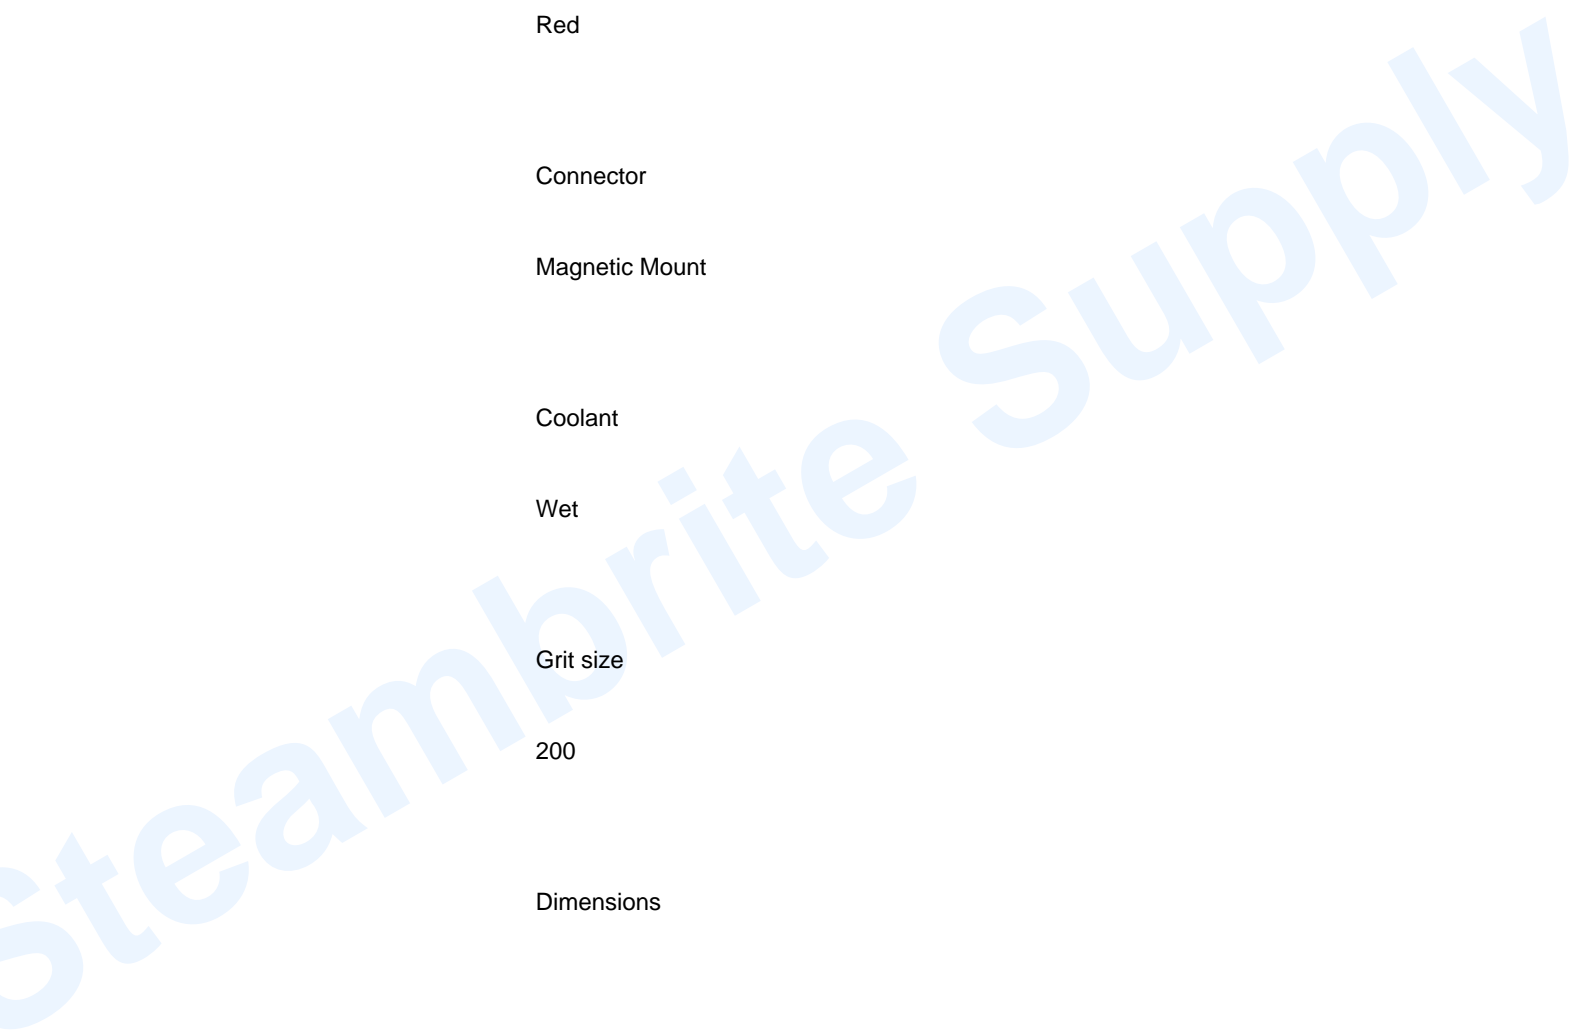 Red
Connector
Magnetic Mount
Coolant
Wet
Grit size
200
Dimensions
Steambrite Supply